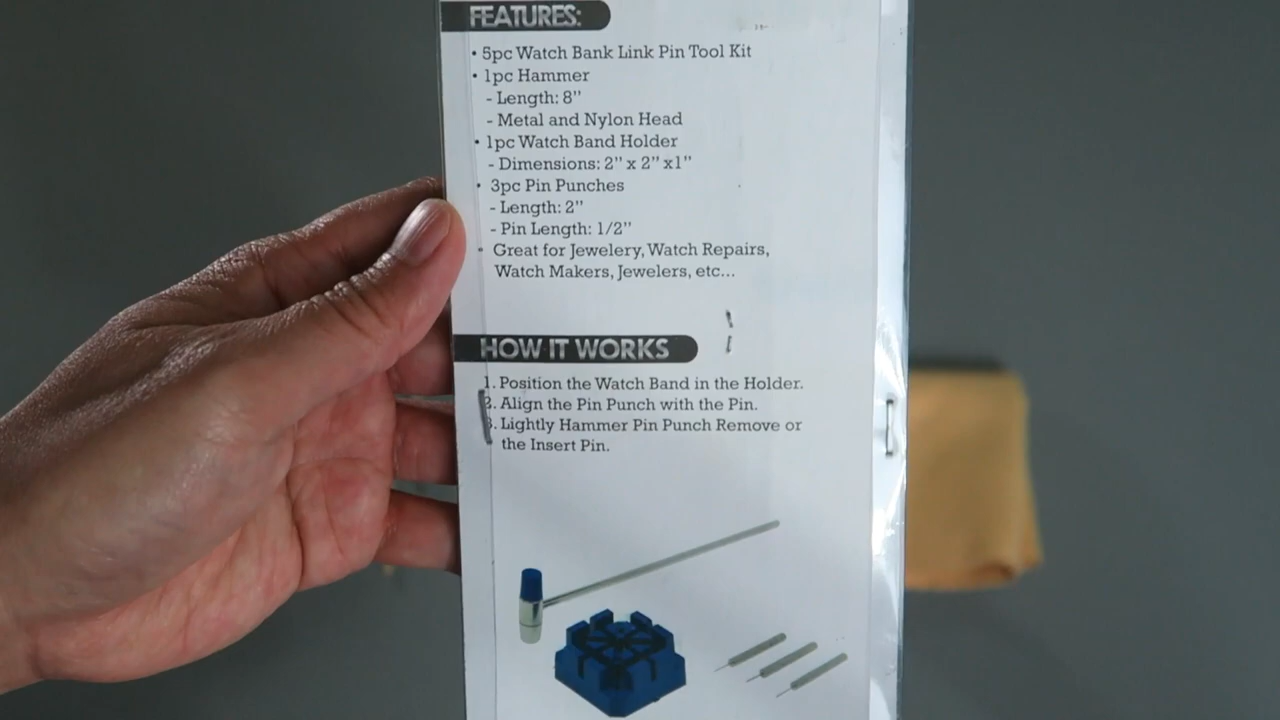 FEATURES:
• 5pc Watch Bank Link Pin Tool Kit
• 1pc Hammer
- Length: 8”
- Metal and Nylon Head
• 1pc Watch Band Holder
- Dimensions: 2” x 2” x1”
• 3pc Pin Punches
- Length: 2”
- Pin Length: 1/2”
• Great for Jewelery, Watch Repairs,
Watch Makers, Jewelers, etc...
HOW IT WORKS
1. Position the Watch Band in the Holder.
2. Align the Pin Punch with the Pin.
3. Lightly Hammer Pin Punch Remove or
the Insert Pin.